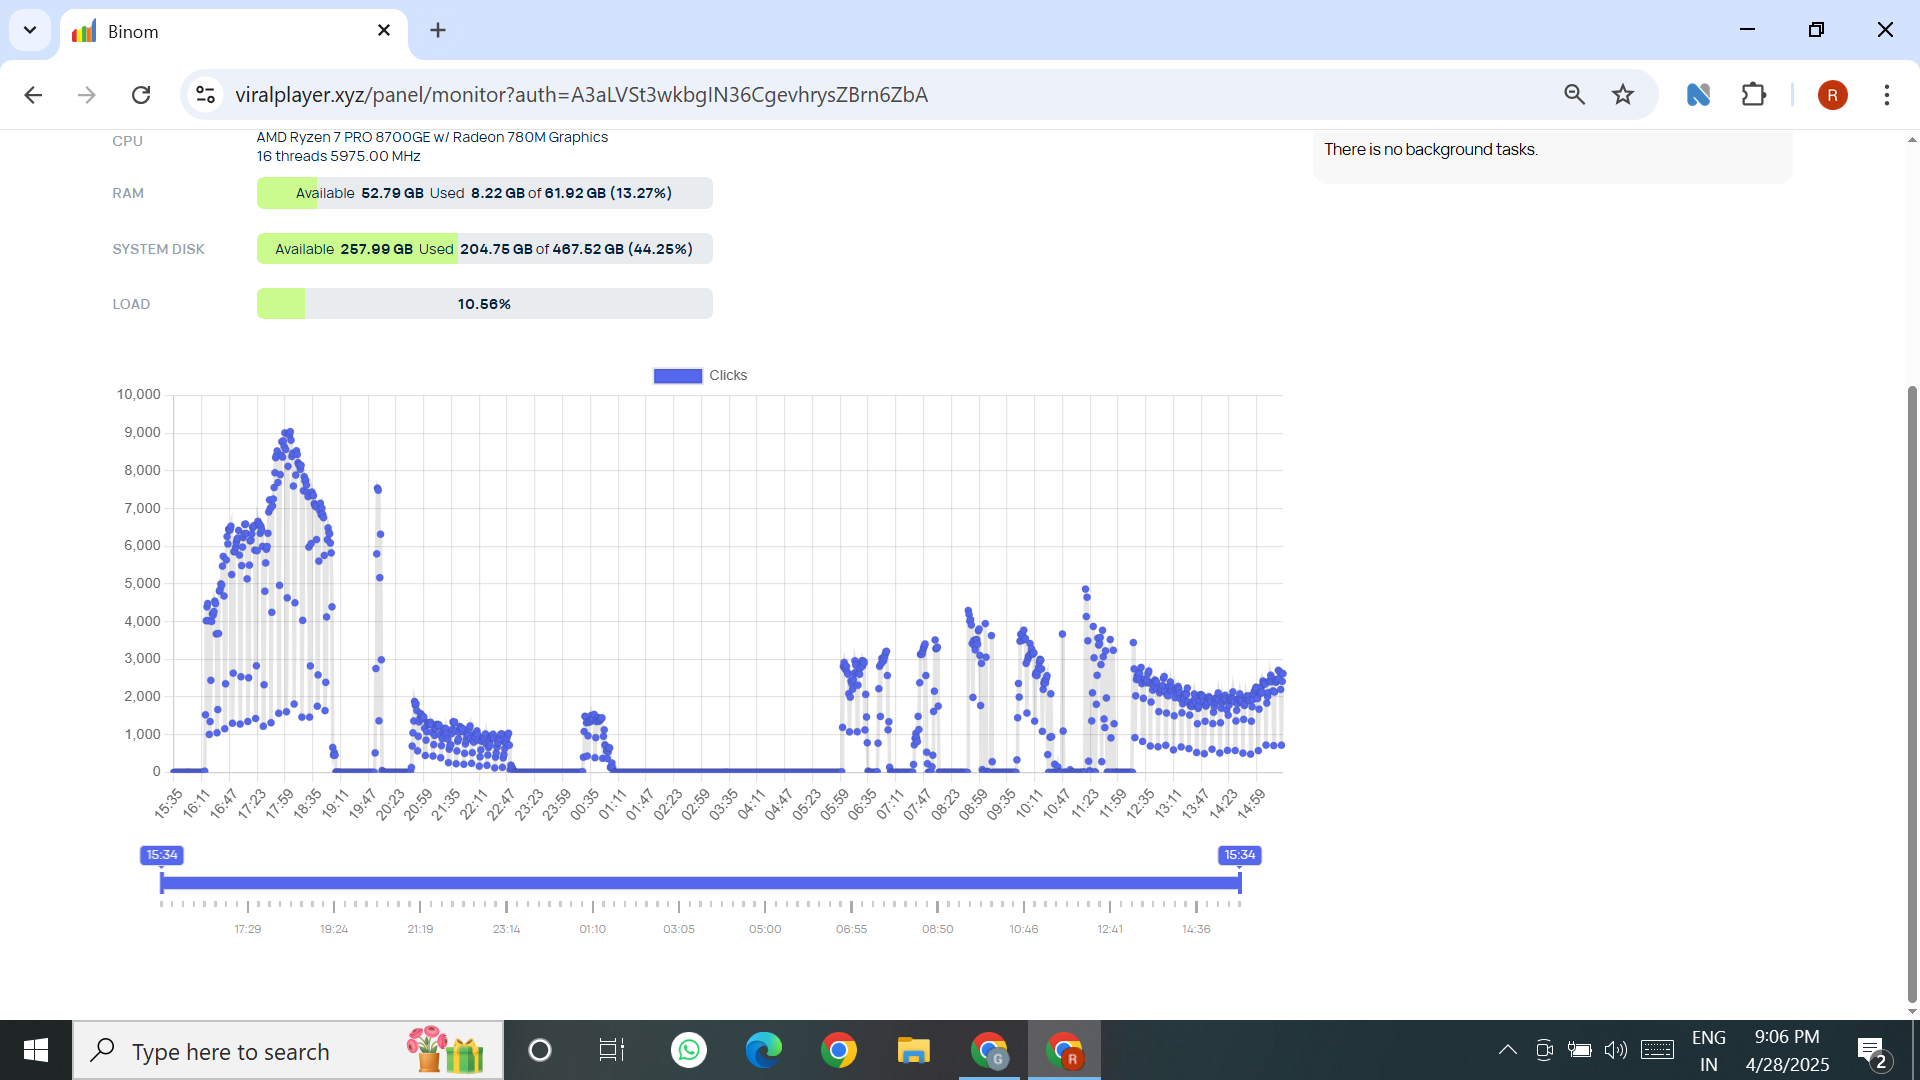 Binom
viralplayer.xyz/panel/monitor?auth=A3aLVSt3wkbgIN36CgevhrysZBrn6ZbA
R
CPU
AMD Ryzen 7 PRO 8700GE w/ Radeon 780M Graphics
16 threads 5975.00 MHz
There is no background tasks.
RAM
Available 52.79 GB Used 8.22 GB of 61.92 GB (13.27%)
SYSTEM DISK
Available 257.99 GB Used 204.75 GB of 467.52 GB (44.25%)
LOAD
10.56%
Clicks
10,000
9,000
8,000
7,000
6,000
5,000
4,000
3,000
2,000
1,000
0
15:35 16:11 16:47 17:23 17:59 18:35 19:11 19:47 20:23 20:59 21:35 22:11 22:47 23:23 23:59 00:35 01:11 01:47 02:23 02:59 03:35 04:11 04:47 05:23 05:59 06:35 07:11 07:47 08:23 08:59 09:35 10:11 10:47 11:23 11:59 12:35 13:11 13:47 14:23 14:59
15:34 15:34
17:29 19:24 21:19 23:14 01:10 03:05 05:00 06:55 08:50 10:46 12:41 14:36
Type here to search
G
R
ENG
IN
9:06 PM
4/28/2025
2